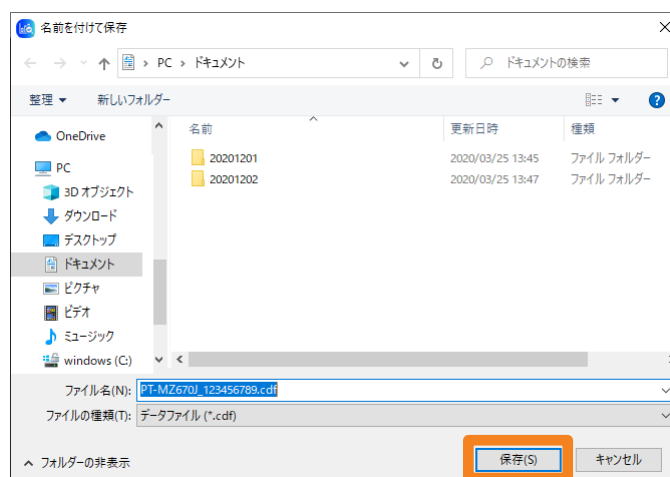 名前を付けて保存
PC › ドキュメント
ドキュメントの検索
整理 新しいフォルダー
名前 更新日時 種類
20201201 2020/03/25 13:45 ファイル フォルダー
20201202 2020/03/25 13:47 ファイル フォルダー
OneDrive
PC
3D オブジェクト
ダウンロード
デスクトップ
ドキュメント
ピクチャ
ビデオ
ミュージック
windows (C:)
ファイル名(N): PT-MZ670J_123456789.cdf
ファイルの種類(T): データファイル (*.cdf)
フォルダーの非表示 保存(S) キャンセル